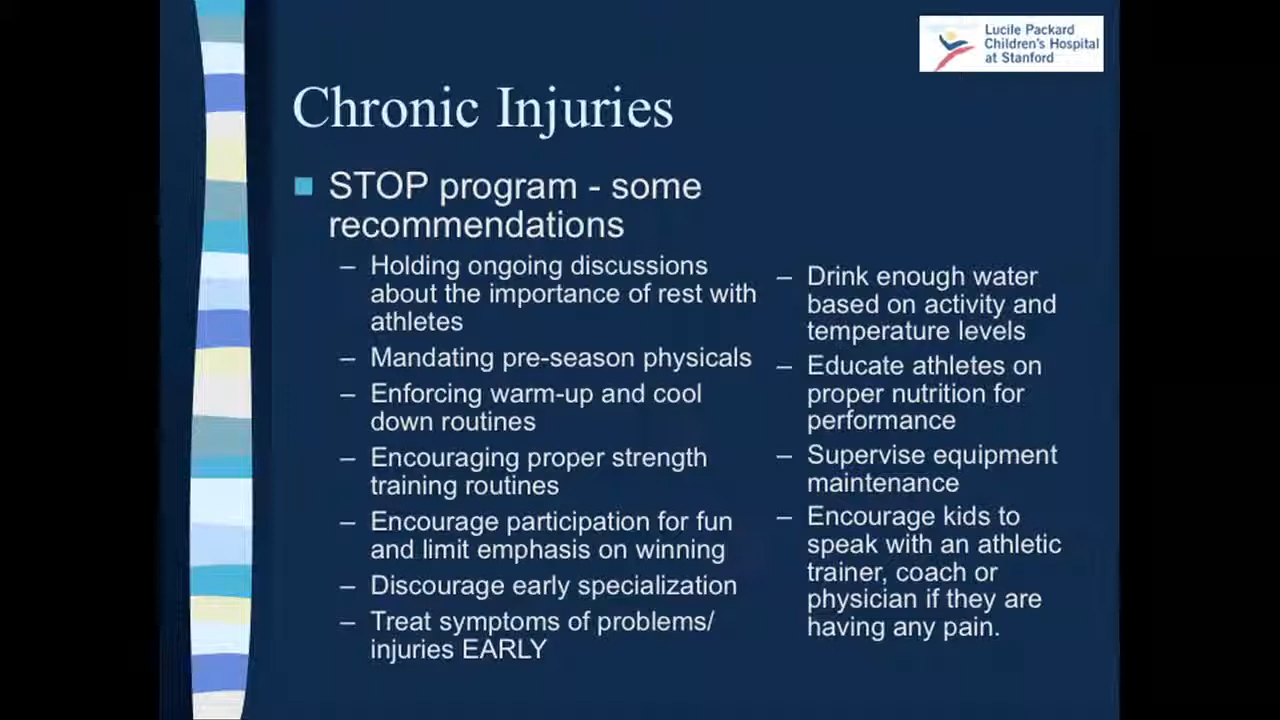 Lucile Packard
Children's Hospital
at Stanford
Chronic Injuries
STOP program - some
recommendations
– Holding ongoing discussions
about the importance of rest with
athletes
– Mandating pre-season physicals
– Enforcing warm-up and cool
down routines
– Encouraging proper strength
training routines
– Encourage participation for fun
and limit emphasis on winning
– Discourage early specialization
– Treat symptoms of problems/
injuries EARLY
– Drink enough water
based on activity and
temperature levels
– Educate athletes on
proper nutrition for
performance
– Supervise equipment
maintenance
– Encourage kids to
speak with an athletic
trainer, coach or
physician if they are
having any pain.